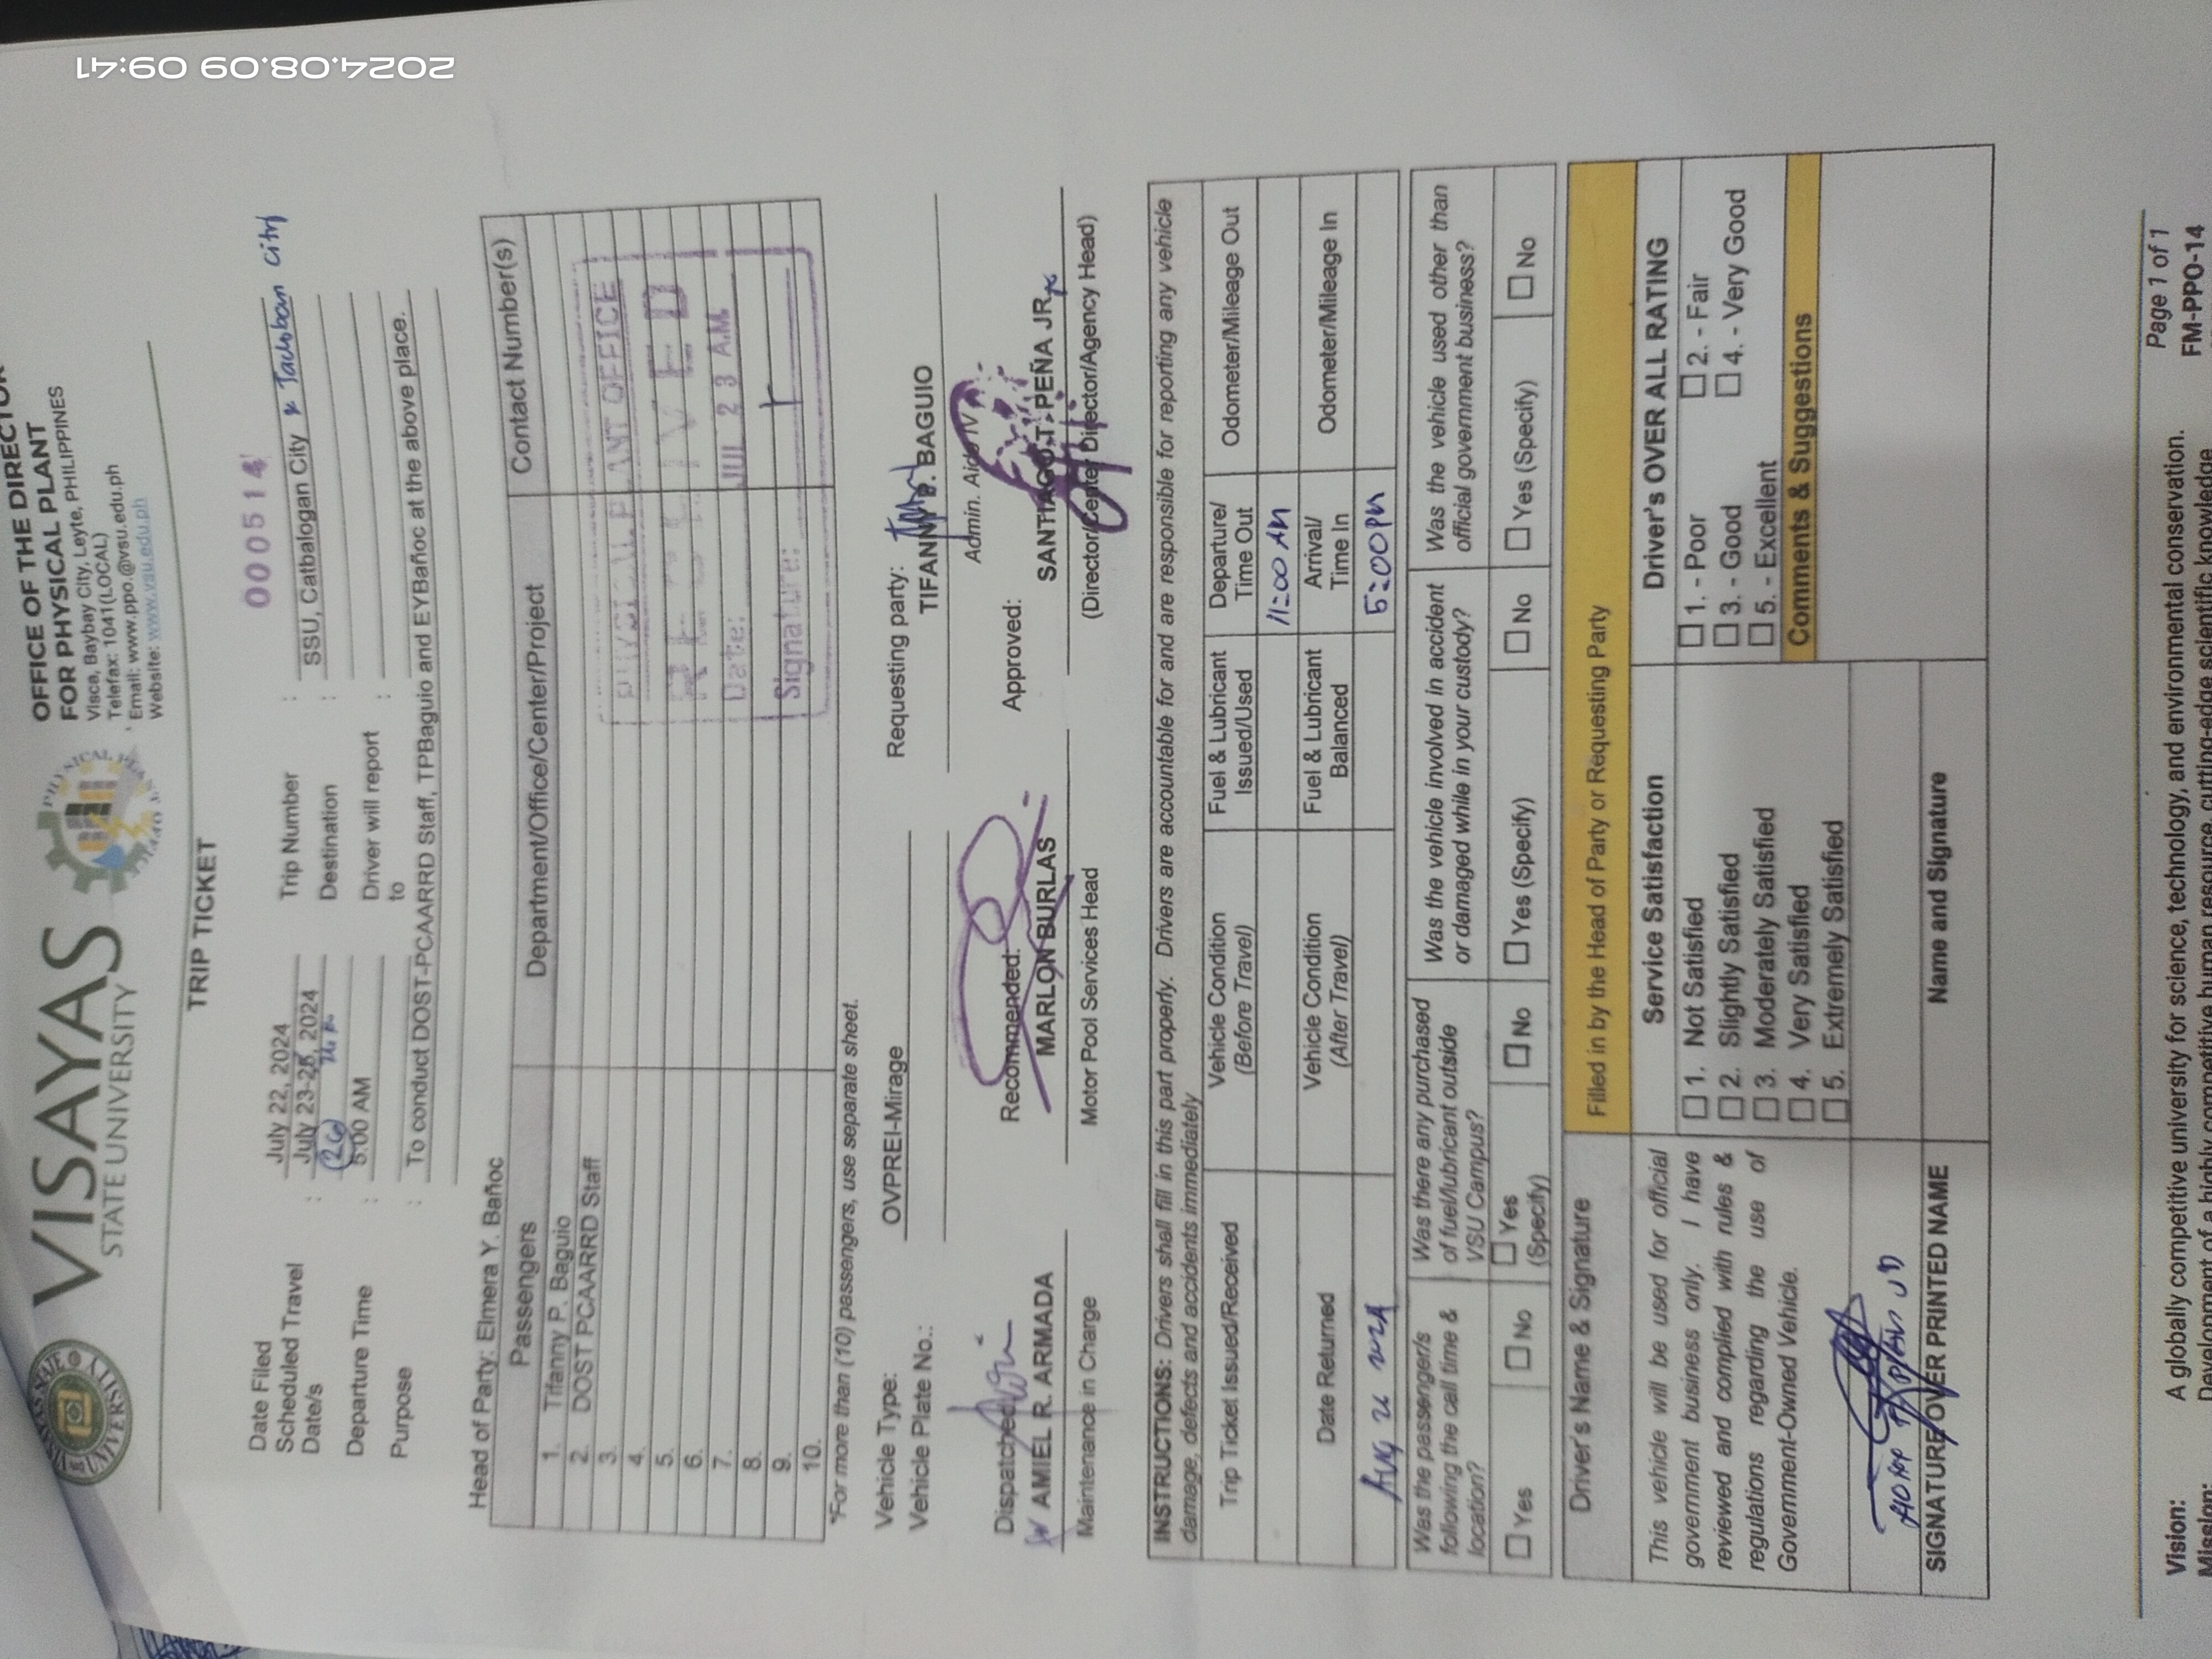 2024.08.09 09:41
VISAYAS
STATE UNIVERSITY
OFFICE OF THE DIRECTOR
FOR PHYSICAL PLANT
Visca, Baybay City, Leyte, PHILIPPINES
Telefax: 1041(LOCAL)
Email: www.ppo.@vsu.edu.ph
Website: www.vsu.edu.ph
TRIP TICKET
000514
Date Filed July 22, 2024 Trip Number : SSU, Catbalogan City & Tacloban City
Scheduled Travel Date/s : July 23-25, 2024 Destination :
(26)
Departure Time 5:00 AM Driver will report to :
Purpose : To conduct DOST-PCAARRD Staff, TPBaguio and EYBañoc at the above place.
Head of Party: Elmera Y. Bañoc
Passengers Department/Office/Center/Project Contact Number(s)
1. Tifanny P. Baguio
2. DOST PCAARRD Staff
3.
4.
5.
6.
7.
8.
9.
10.
PHYSICAL PLANT OFFICE
RECEIVED
Date: JUL 23 A.M.
Signature:
*For more than (10) passengers, use separate sheet.
Vehicle Type: OVPREI-Mirage Requesting party:
Vehicle Plate No.: TIFANNY P. BAGUIO
Admin. Aide IV
Dispatched Recommended: Approved:
AMIEL R. ARMADA MARLON BURLAS SANTIAGO T. PEÑA JR.
Maintenance in Charge Motor Pool Services Head (Director/Center Director/Agency Head)
INSTRUCTIONS: Drivers shall fill in this part properly. Drivers are accountable for and are responsible for reporting any vehicle
damage, defects and accidents immediately
Trip Ticket Issued/Received Vehicle Condition (Before Travel) Fuel & Lubricant Issued/Used Departure/ Time Out Odometer/Mileage Out
11:00 AM
Date Returned Vehicle Condition (After Travel) Fuel & Lubricant Balanced Arrival/ Time In Odometer/Mileage In
5:00PM
Was the passenger/s following the call time & location?
Was there any purchased of fuel/lubricant outside VSU Campus?
Was the vehicle involved in accident or damaged while in your custody?
Was the vehicle used other than official government business?
☐ Yes ☐ No ☐ Yes (Specify) ☐ No ☐ Yes (Specify) ☐ No ☐ Yes (Specify) ☐ No
Driver's Name & Signature Filled in by the Head of Party or Requesting Party
This vehicle will be used for official
government business only. I have
reviewed and complied with rules &
regulations regarding the use of
Government-Owned Vehicle.
SIGNATURE OVER PRINTED NAME
Service Satisfaction
☐ 1. Not Satisfied
☐ 2. Slightly Satisfied
☐ 3. Moderately Satisfied
☐ 4. Very Satisfied
☐ 5. Extremely Satisfied
Name and Signature
Driver's OVER ALL RATING
☐ 1. - Poor ☐ 2. - Fair
☐ 3. - Good ☐ 4. - Very Good
☐ 5. - Excellent
Comments & Suggestions
Page 1 of 1
FM-PPO-14
Vision: A globally competitive university for science, technology, and environmental conservation.
Mission: Development of a highly competitive human resource, cutting-edge scientific knowledge